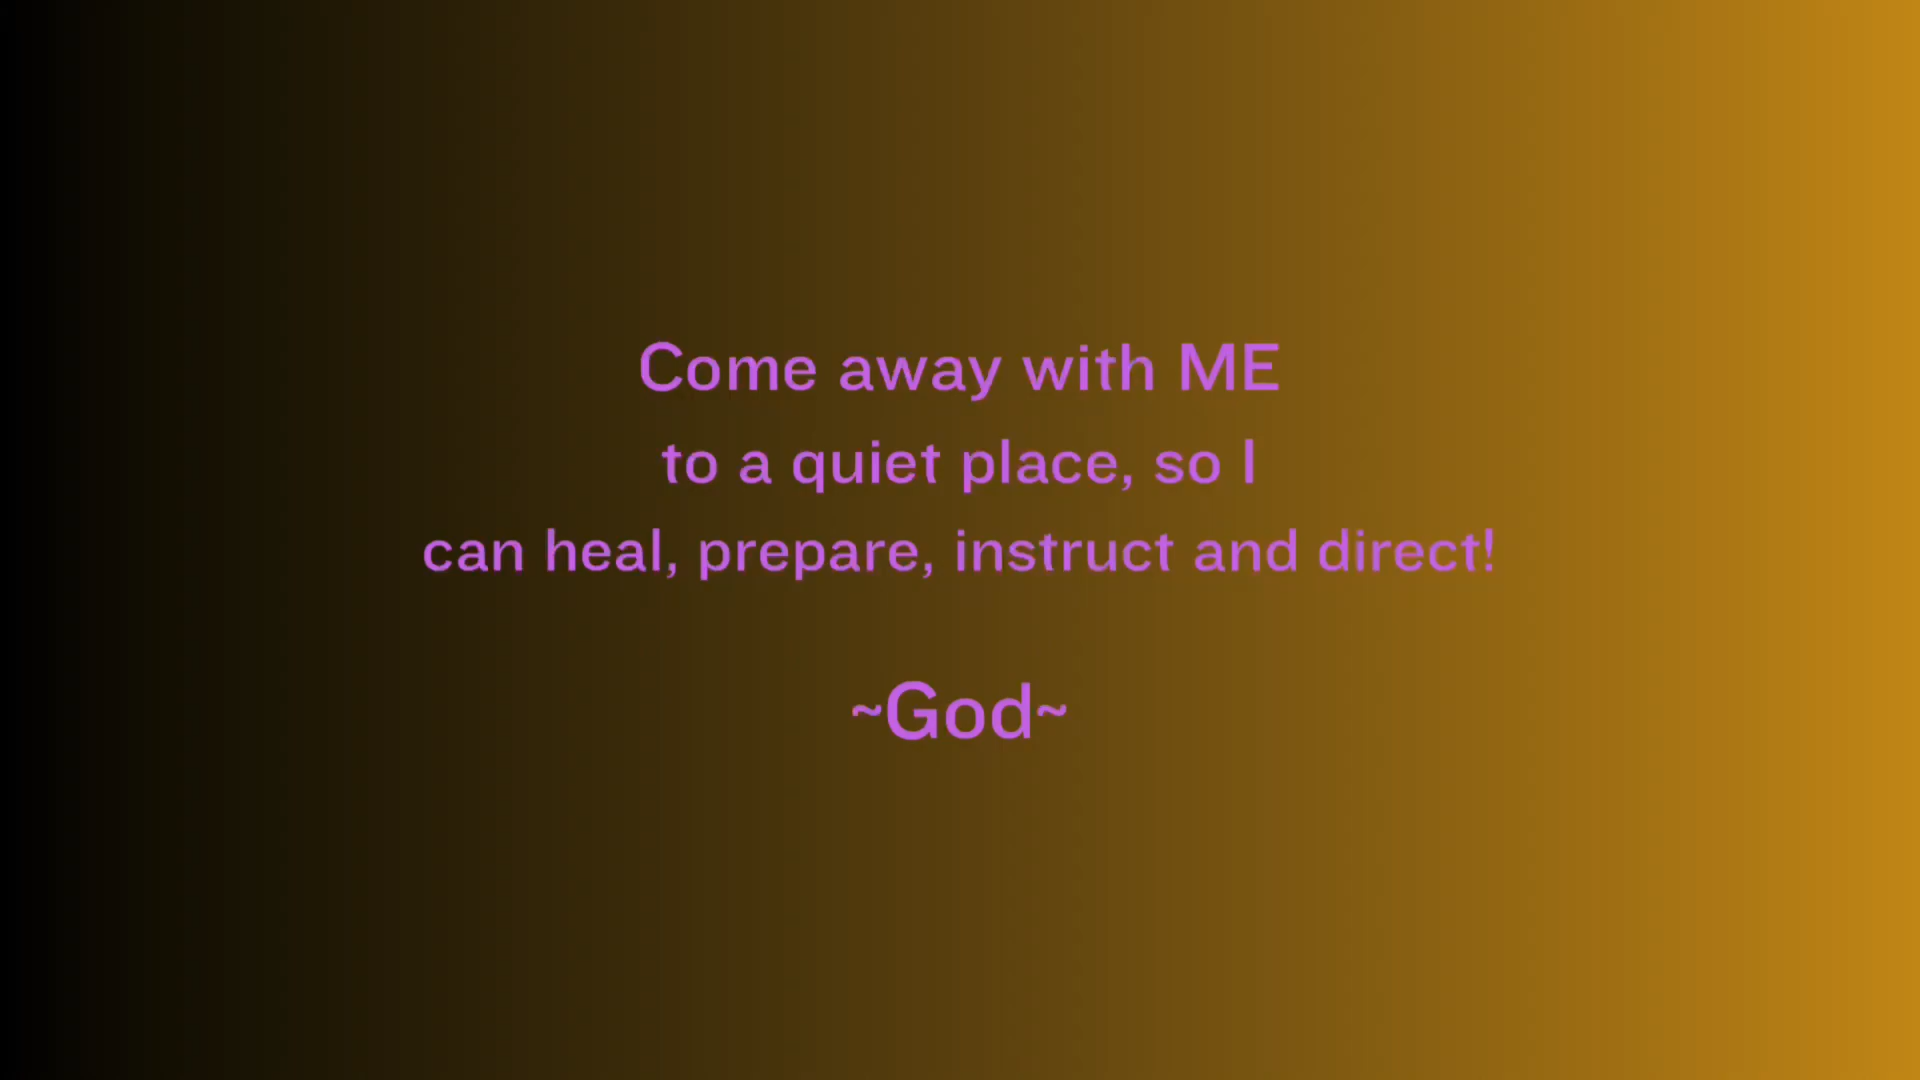 Come away with ME
to a quiet place, so I
can heal, prepare, instruct and direct!
~God~